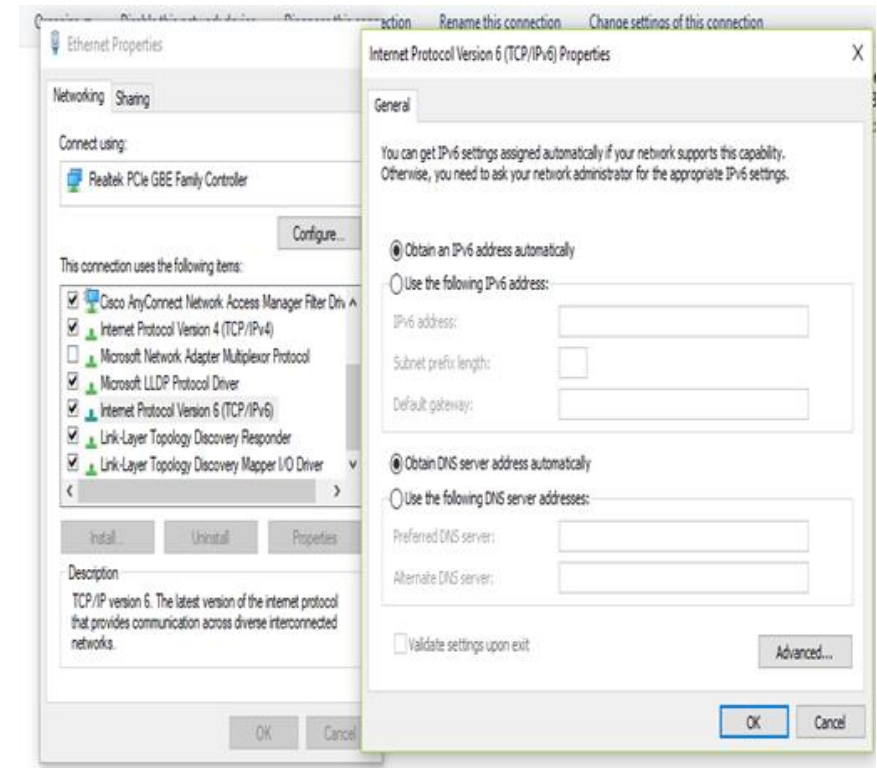 Rename this connection
Change settings of this connection
Ethernet Properties
Networking
Sharing
Connect using:
Realtek PCIe GBE Family Controller
Configure...
This connection uses the following items:
Cisco AnyConnect Network Access Manager Filter Driv
Internet Protocol Version 4 (TCP/IPv4)
Microsoft Network Adapter Multiplexor Protocol
Microsoft LLDP Protocol Driver
Internet Protocol Version 6 (TCP/IPv6)
Link-Layer Topology Discovery Responder
Link-Layer Topology Discovery Mapper I/O Driver
Install...
Uninstall
Properties
Description
TCP/IP version 6. The latest version of the internet protocol
that provides communication across diverse interconnected
networks.
OK
Cancel
Internet Protocol Version 6 (TCP/IPv6) Properties
X
General
You can get IPv6 settings assigned automatically if your network supports this capability.
Otherwise, you need to ask your network administrator for the appropriate IPv6 settings.
Obtain an IPv6 address automatically
Use the following IPv6 address:
IPv6 address:
Subnet prefix length:
Default gateway:
Obtain DNS server address automatically
Use the following DNS server addresses:
Preferred DNS server:
Alternate DNS server:
Validate settings upon exit
Advanced...
OK
Cancel